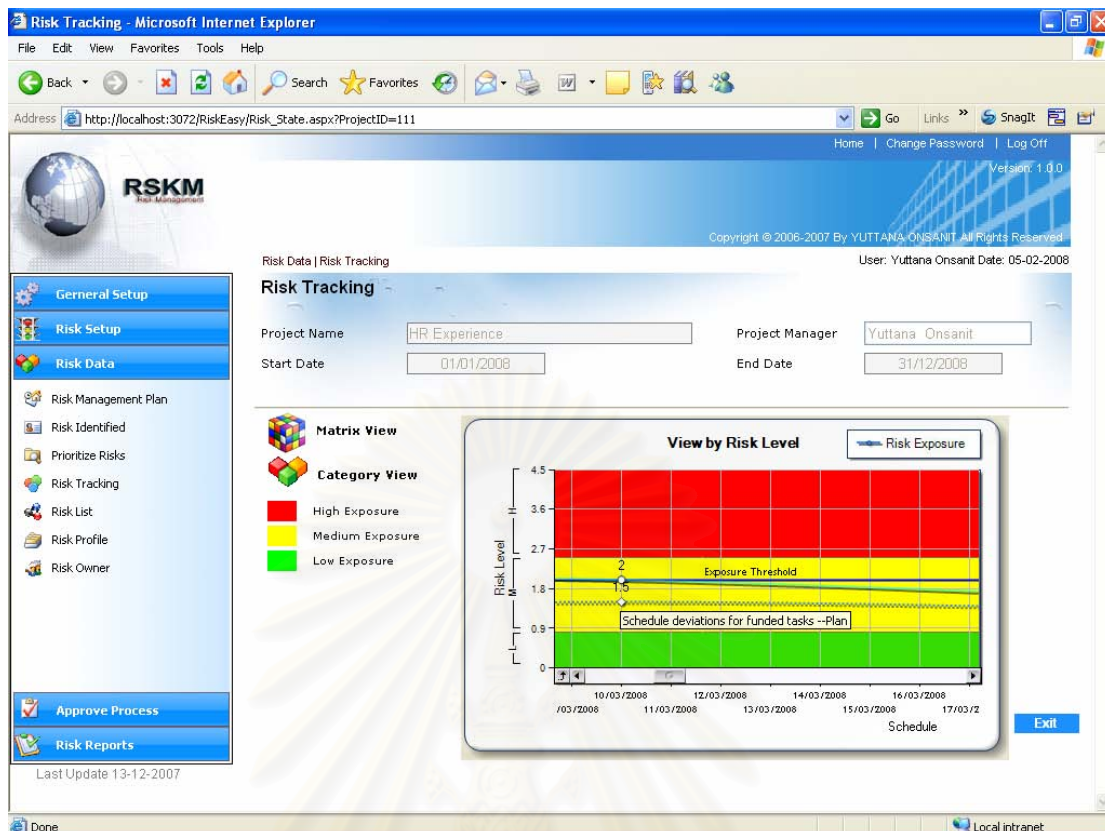 Risk Tracking - Microsoft Internet Explorer
File Edit View Favorites Tools Help
Back Search Favorites
Address http://localhost:3072/RiskEasy/Risk_State.aspx?ProjectID=111 Go Links » SnagIt
Home | Change Password | Log Off
Version: 1.0.0
RSKM
Risk Management
Copyright © 2006-2007 By YUTTANA ONSANIT All Rights Reserved
Risk Data | Risk Tracking
User: Yuttana Onsanit Date: 05-02-2008
Gerneral Setup
Risk Setup
Risk Data
Risk Management Plan
Risk Identified
Prioritize Risks
Risk Tracking
Risk List
Risk Profile
Risk Owner
Approve Process
Risk Reports
Last Update 13-12-2007
Risk Tracking
Project Name HR Experience Project Manager Yuttana Onsanit
Start Date 01/01/2008 End Date 31/12/2008
Matrix View
Category View
High Exposure
Medium Exposure
Low Exposure
View by Risk Level
Risk Exposure
Risk Level
H
M
L
4.5
3.6
2.7
1.8
0.9
0
2
Exposure Threshold
1.5
Schedule deviations for funded tasks --Plan
10/03/2008 12/03/2008 14/03/2008 16/03/2008
/03/2008 11/03/2008 13/03/2008 15/03/2008 17/03/2
Schedule
Exit
Done
Local intranet